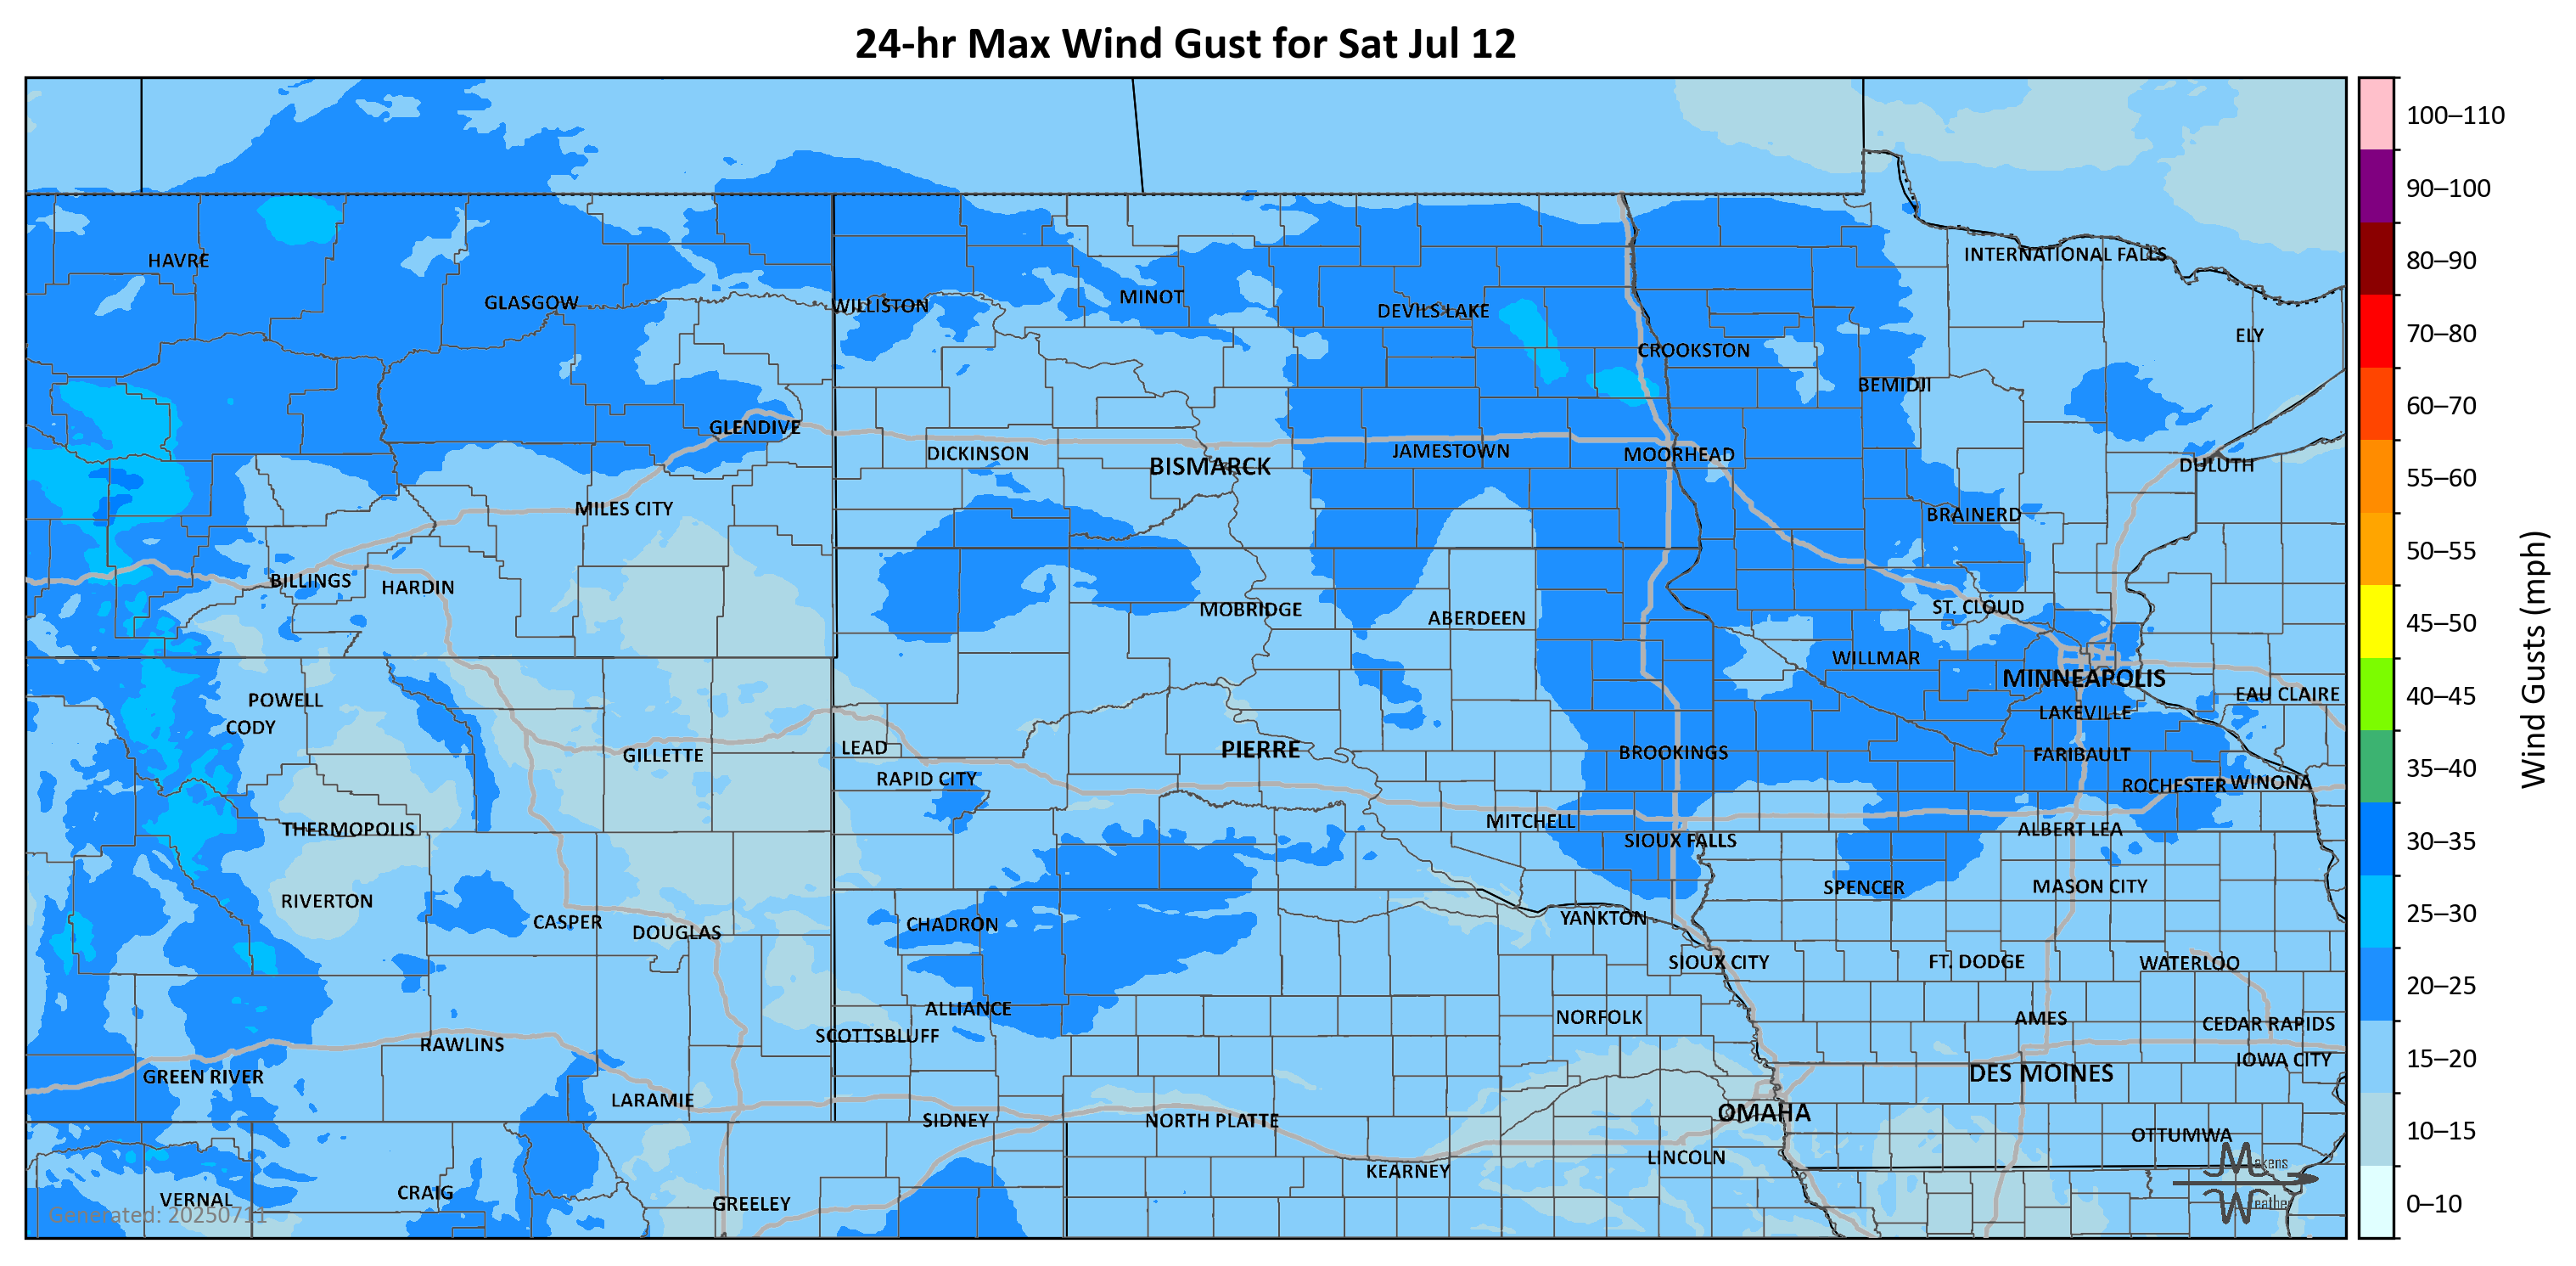 24-hr Max Wind Gust for Sat Jul 12
100–110
90–100
80–90
70–80
60–70
55–60
50–55
45–50
40–45
35–40
30–35
25–30
20–25
15–20
10–15
0–10
Wind Gusts (mph)
HAVRE
INTERNATIONAL FALLS
GLASGOW
WILLISTON
MINOT
DEVILS LAKE
ELY
CROOKSTON
BEMIDJI
GLENDIVE
DICKINSON
BISMARCK
JAMESTOWN
MOORHEAD
DULUTH
MILES CITY
BRAINERD
BILLINGS
HARDIN
MOBRIDGE
ABERDEEN
ST. CLOUD
WILLMAR
MINNEAPOLIS
POWELL
EAU CLAIRE
CODY
LAKEVILLE
GILLETTE
LEAD
PIERRE
BROOKINGS
FARIBAULT
RAPID CITY
ROCHESTER
WINONA
THERMOPOLIS
MITCHELL
ALBERT LEA
SIOUX FALLS
RIVERTON
SPENCER
MASON CITY
CASPER
DOUGLAS
CHADRON
YANKTON
SIOUX CITY
FT. DODGE
WATERLOO
ALLIANCE
NORFOLK
AMES
CEDAR RAPIDS
RAWLINS
SCOTTSBLUFF
IOWA CITY
GREEN RIVER
DES MOINES
LARAMIE
SIDNEY
NORTH PLATTE
OMAHA
OTTUMWA
KEARNEY
LINCOLN
Makens
Weather
VERNAL
CRAIG
GREELEY
Generated: 20250711